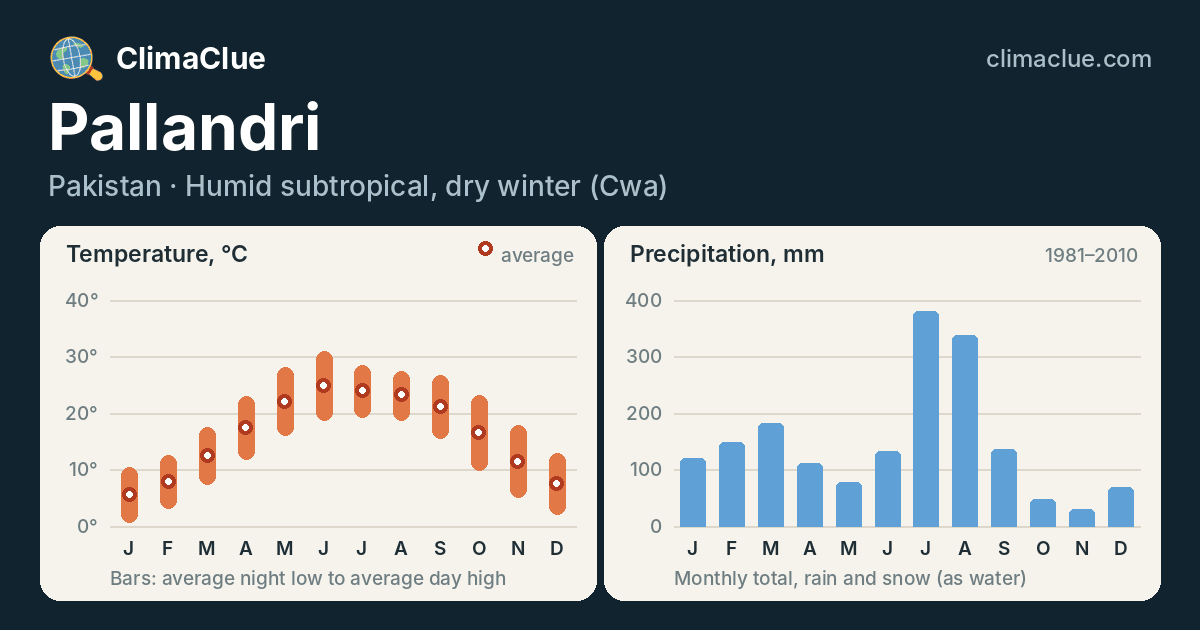 ClimaClue
climaclue.com
Pallandri
Pakistan · Humid subtropical, dry winter (Cwa)
Temperature, °C
average
40°
30°
20°
10°
0°
J F M A M J J A S O N D
Bars: average night low to average day high
Precipitation, mm
1981–2010
400
300
200
100
0
J F M A M J J A S O N D
Monthly total, rain and snow (as water)